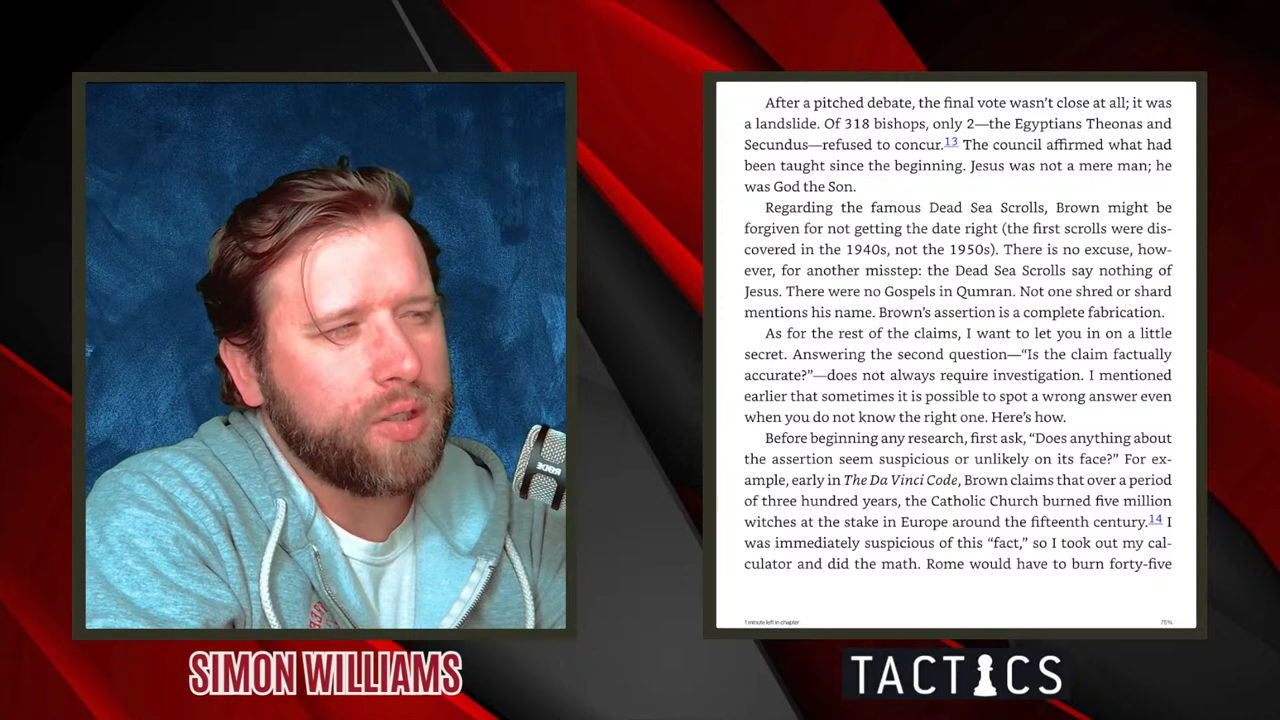 After a pitched debate, the final vote wasn't close at all; it was
a landslide. Of 318 bishops, only 2—the Egyptians Theonas and
Secundus—refused to concur.13 The council affirmed what had
been taught since the beginning. Jesus was not a mere man; he
was God the Son.
Regarding the famous Dead Sea Scrolls, Brown might be
forgiven for not getting the date right (the first scrolls were dis-
covered in the 1940s, not the 1950s). There is no excuse, how-
ever, for another misstep: the Dead Sea Scrolls say nothing of
Jesus. There were no Gospels in Qumran. Not one shred or shard
mentions his name. Brown's assertion is a complete fabrication.
As for the rest of the claims, I want to let you in on a little
secret. Answering the second question—“Is the claim factually
accurate?”—does not always require investigation. I mentioned
earlier that sometimes it is possible to spot a wrong answer even
when you do not know the right one. Here's how.
Before beginning any research, first ask, “Does anything about
the assertion seem suspicious or unlikely on its face?” For ex-
ample, early in The Da Vinci Code, Brown claims that over a period
of three hundred years, the Catholic Church burned five million
witches at the stake in Europe around the fifteenth century.14 I
was immediately suspicious of this “fact,” so I took out my cal-
culator and did the math. Rome would have to burn forty-five
1 minute left in chapter
75%
RØDE
SIMON WILLIAMS
TACTICS